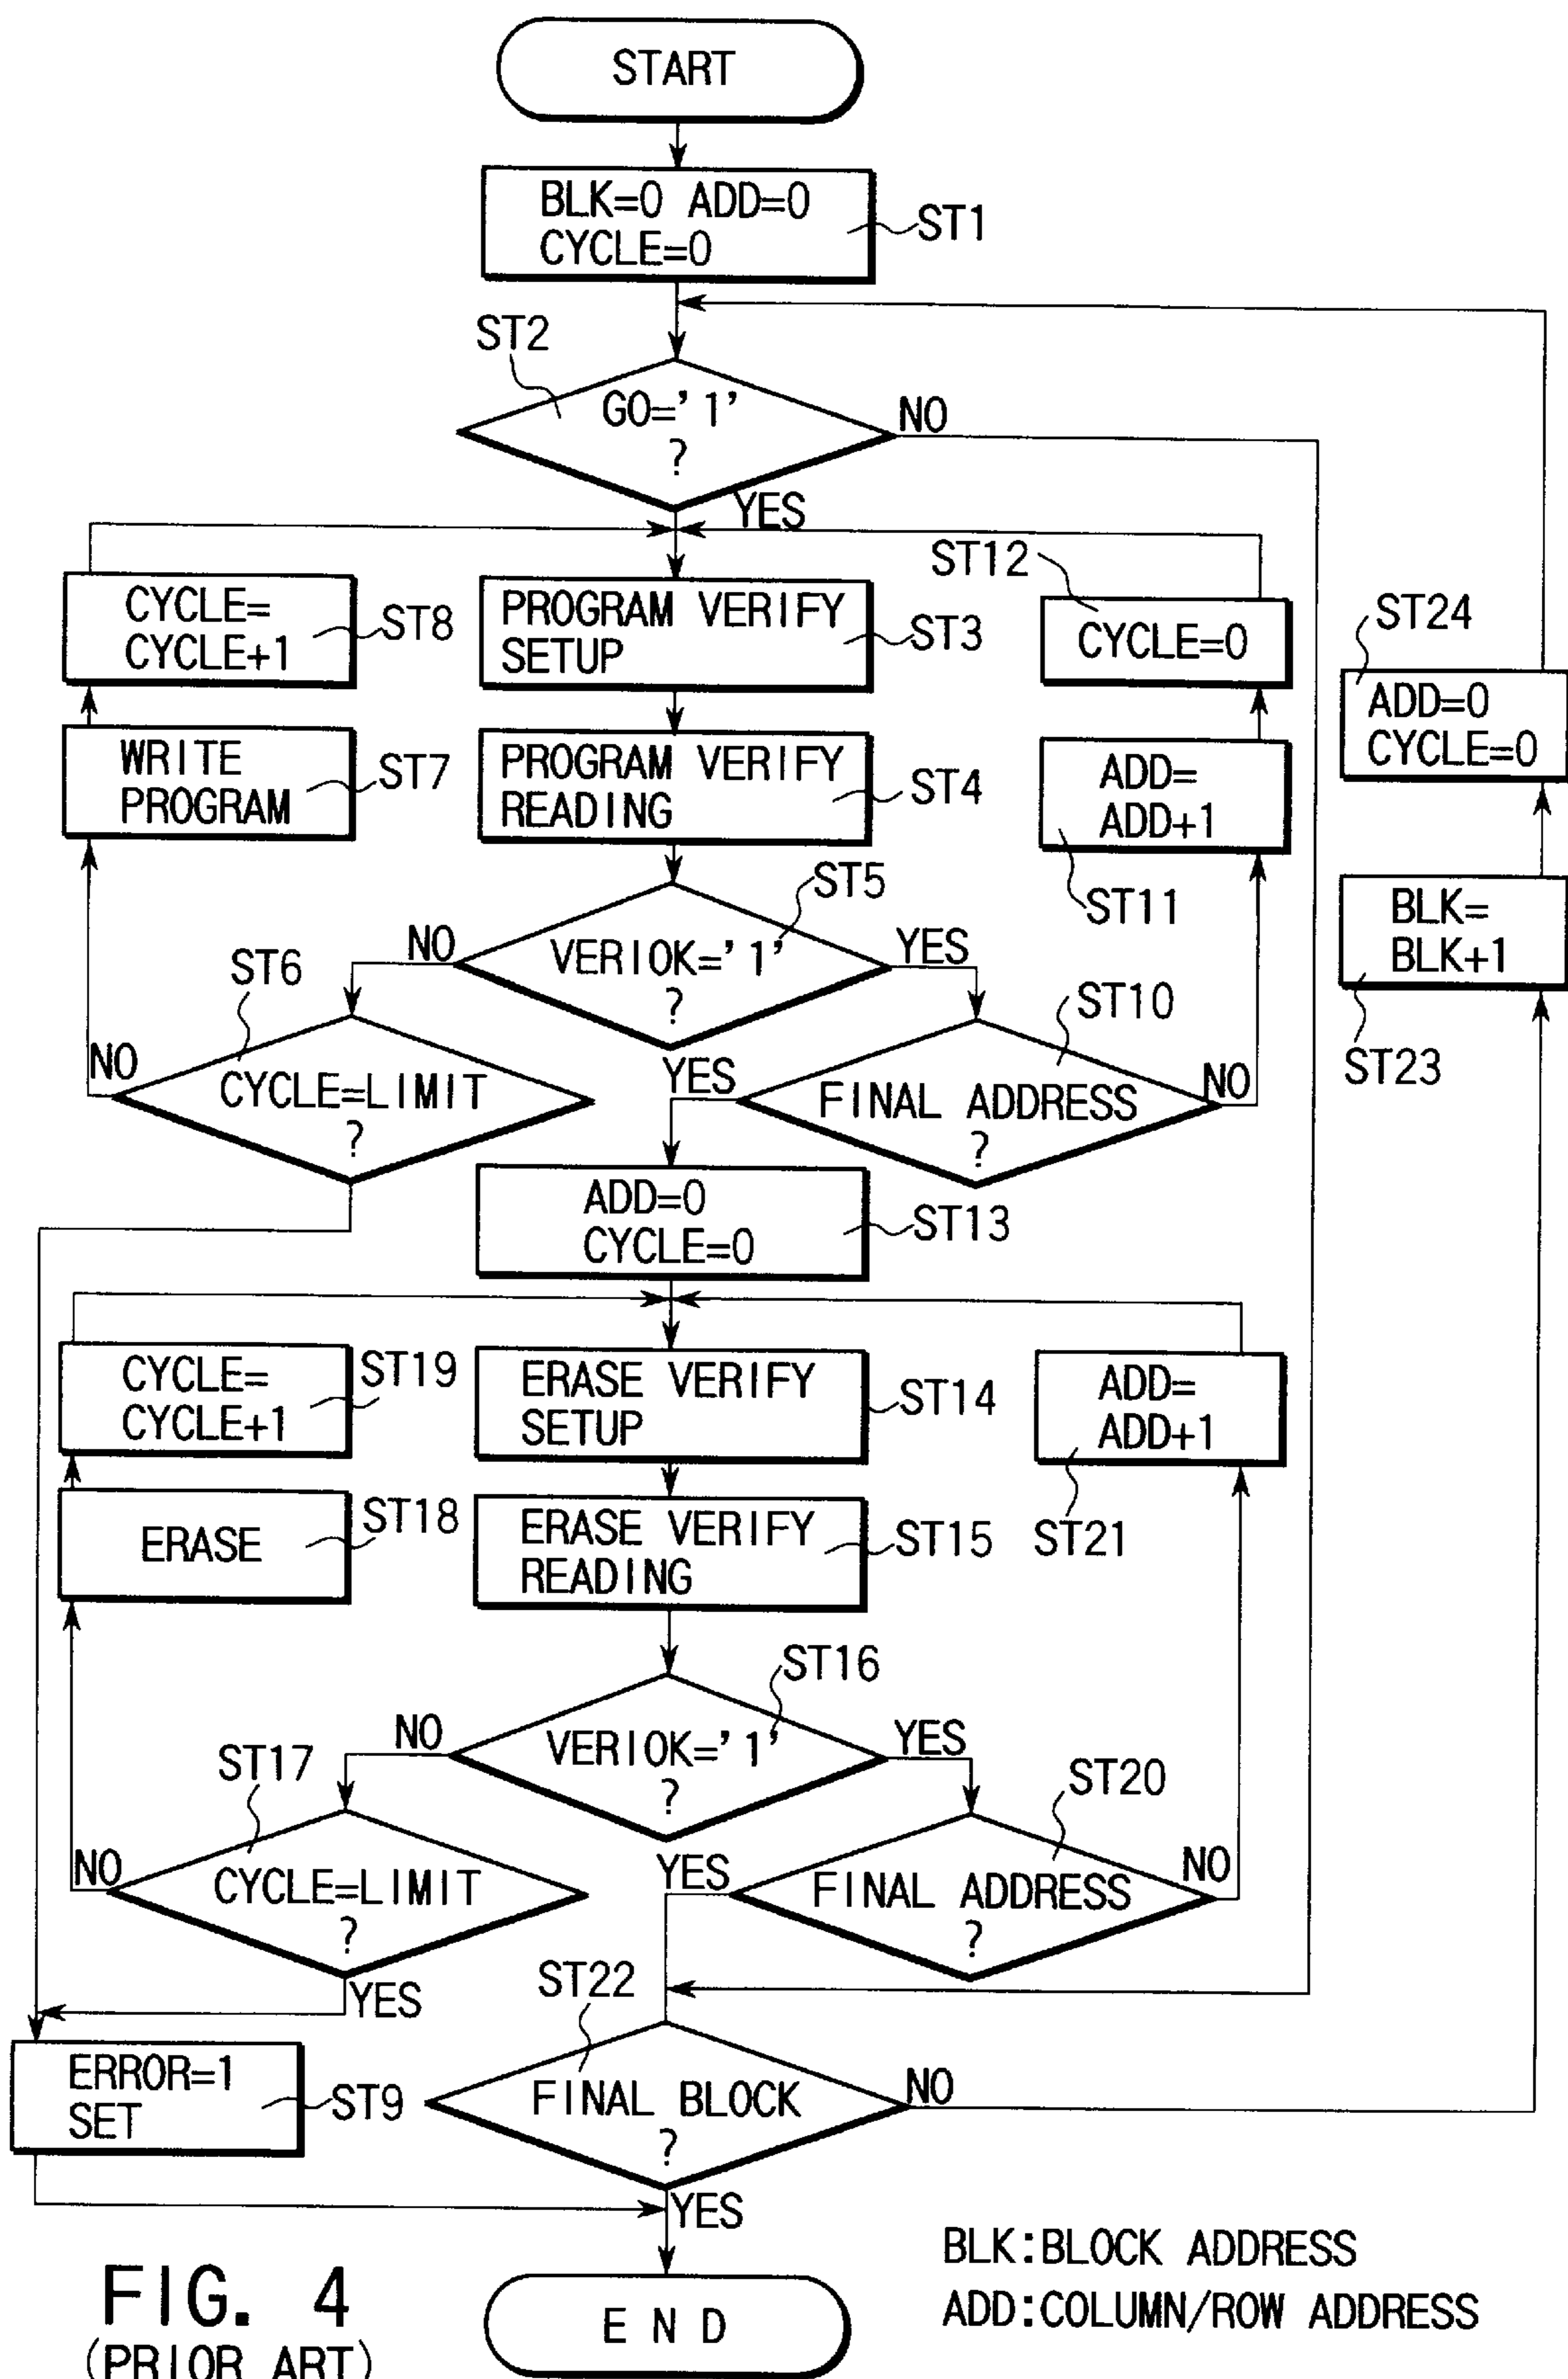 START
BLK=0 ADD=0
CYCLE=0
ST1
ST2
GO='1'
?
NO
YES
CYCLE=
CYCLE+1
ST8
PROGRAM VERIFY
SETUP
ST3
ST12
CYCLE=0
ST24
ADD=0
CYCLE=0
WRITE
PROGRAM
ST7
PROGRAM VERIFY
READING
ST4
ADD=
ADD+1
ST11
BLK=
BLK+1
ST23
ST5
NO
VERIOK='1'
?
YES
ST6
NO
CYCLE=LIMIT
?
ST10
YES
FINAL ADDRESS
?
NO
ADD=0
CYCLE=0
ST13
CYCLE=
CYCLE+1
ST19
ERASE VERIFY
SETUP
ST14
ADD=
ADD+1
ST21
ERASE
ST18
ERASE VERIFY
READING
ST15
ST16
NO
VERIOK='1'
?
YES
ST17
NO
CYCLE=LIMIT
?
YES
ST20
YES
FINAL ADDRESS
?
NO
ST22
FINAL BLOCK
?
NO
YES
ERROR=1
SET
ST9
END
BLK:BLOCK ADDRESS
ADD:COLUMN/ROW ADDRESS
FIG. 4
(PRIOR ART)